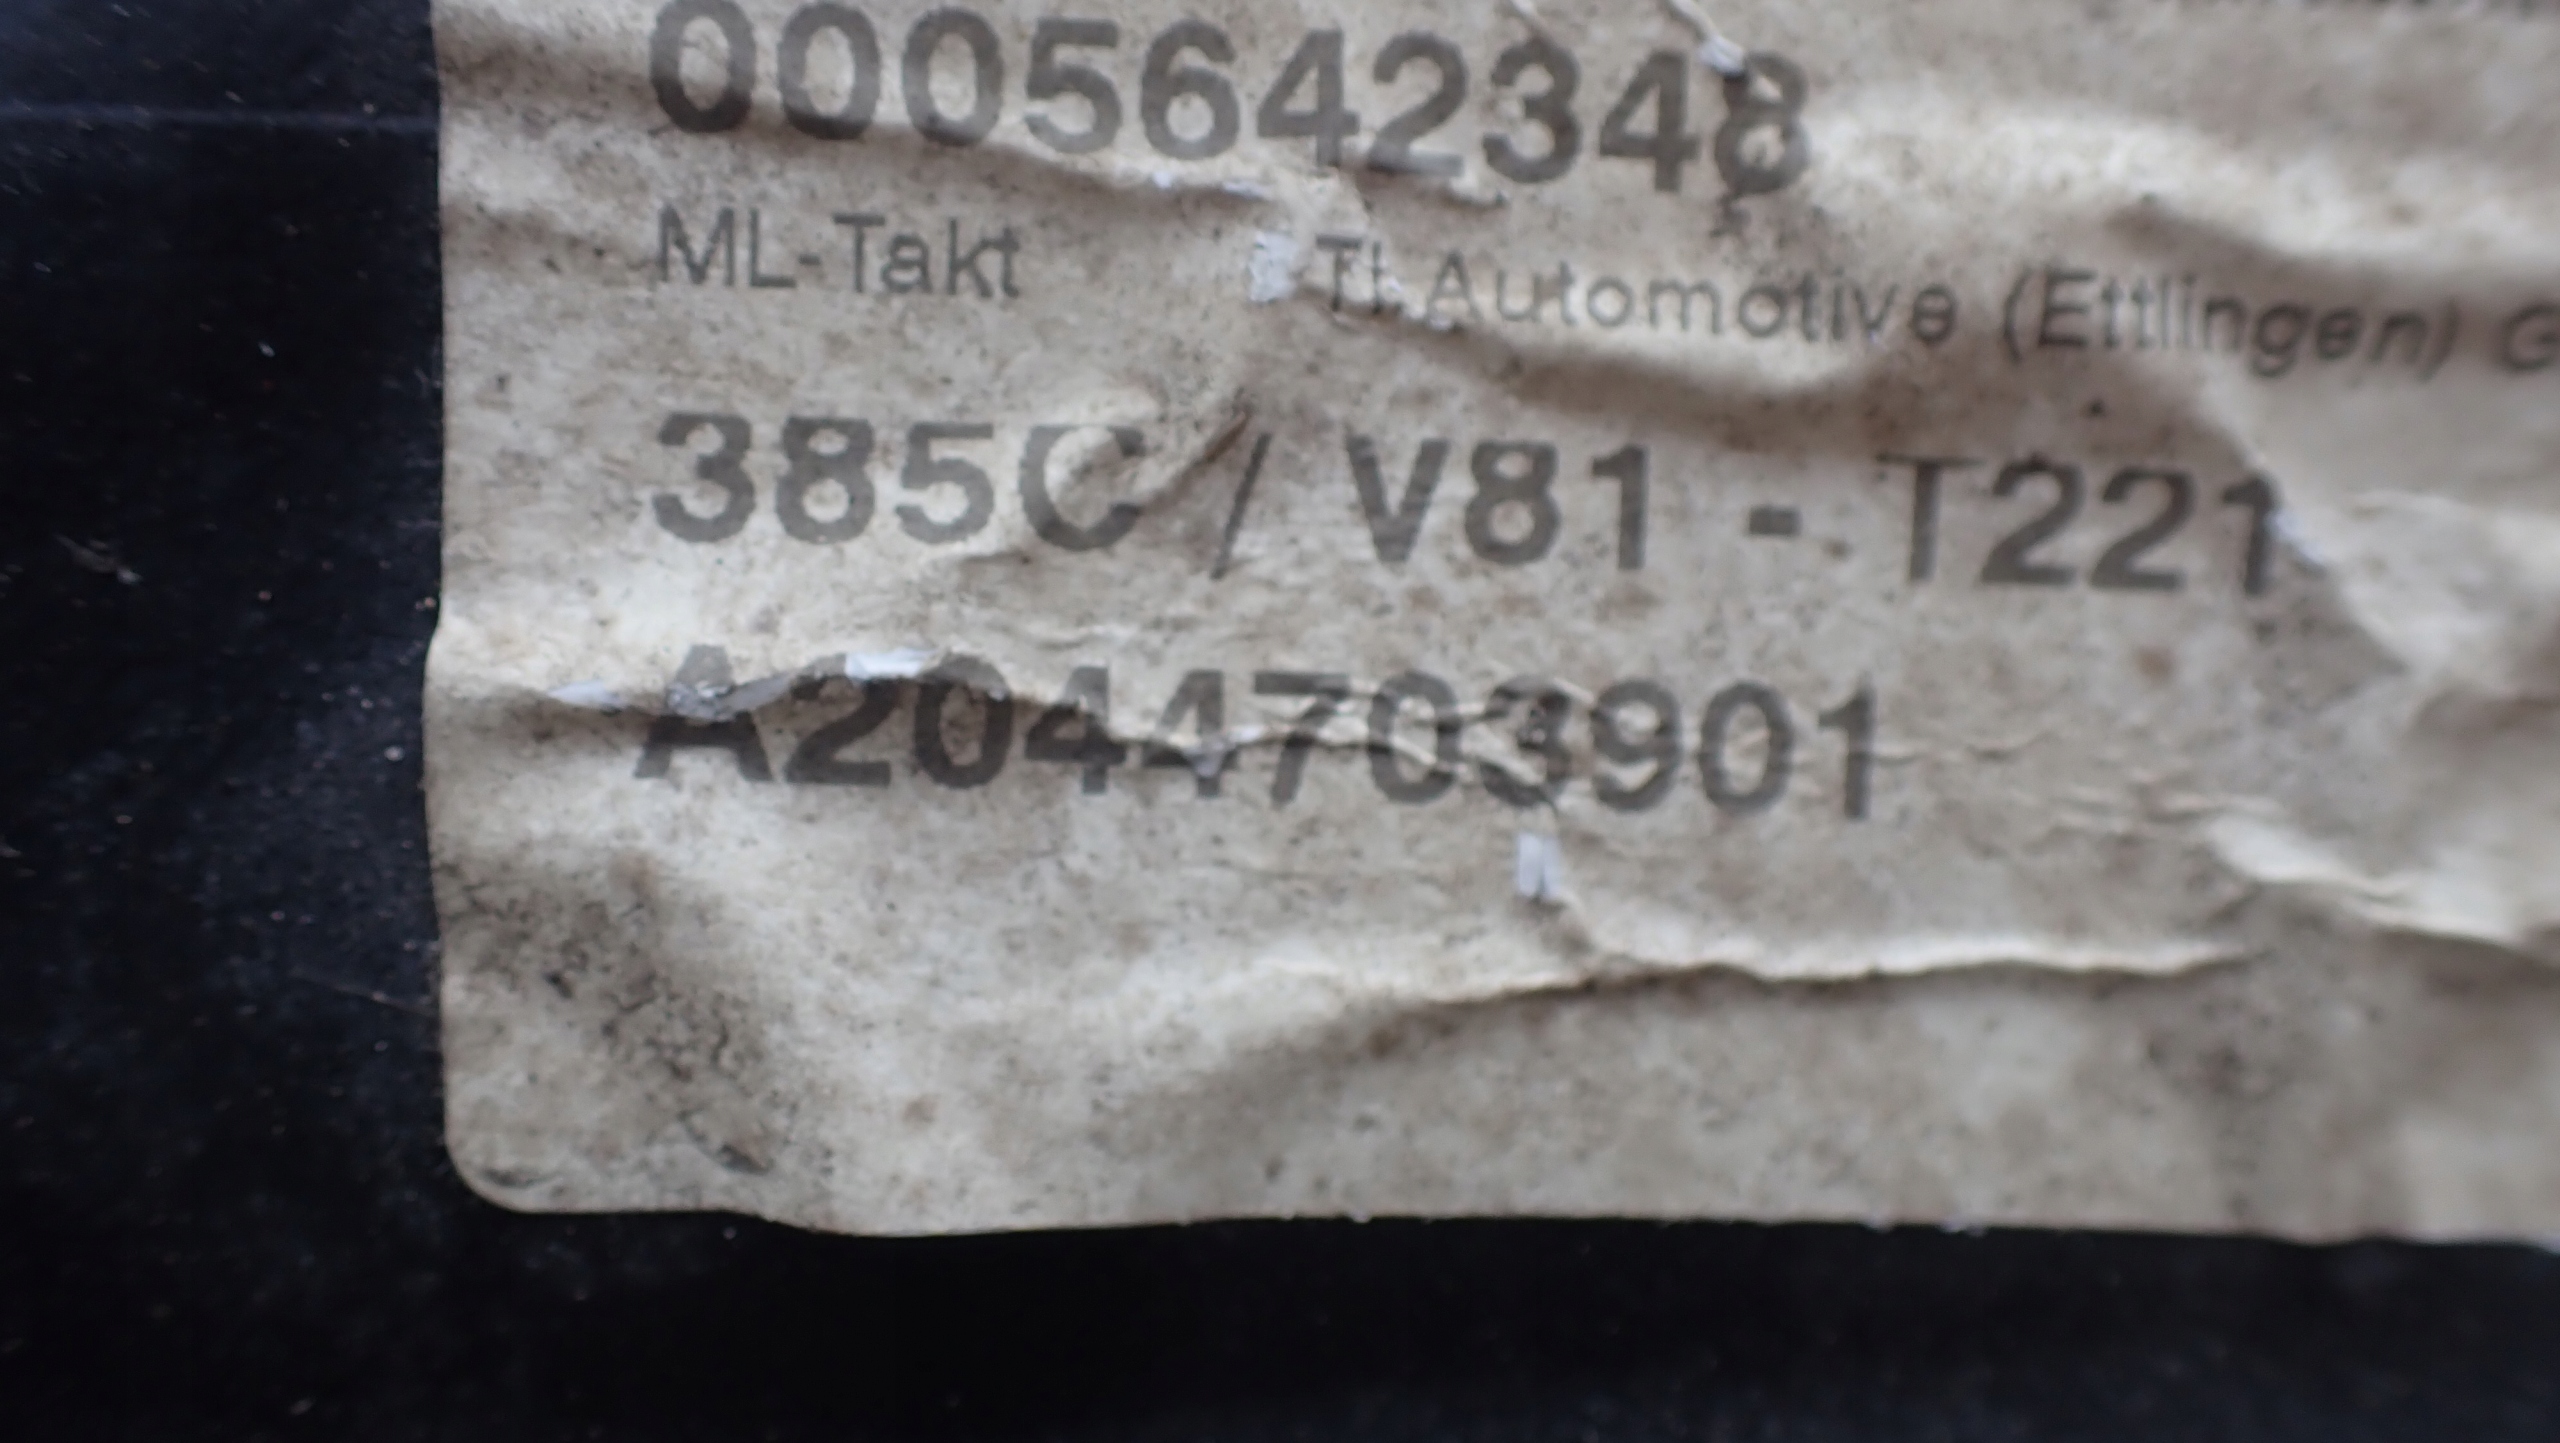 0005642348
ML-Takt TI Automotive (Ettlingen) G
385C / V81 - T221
A2044703901